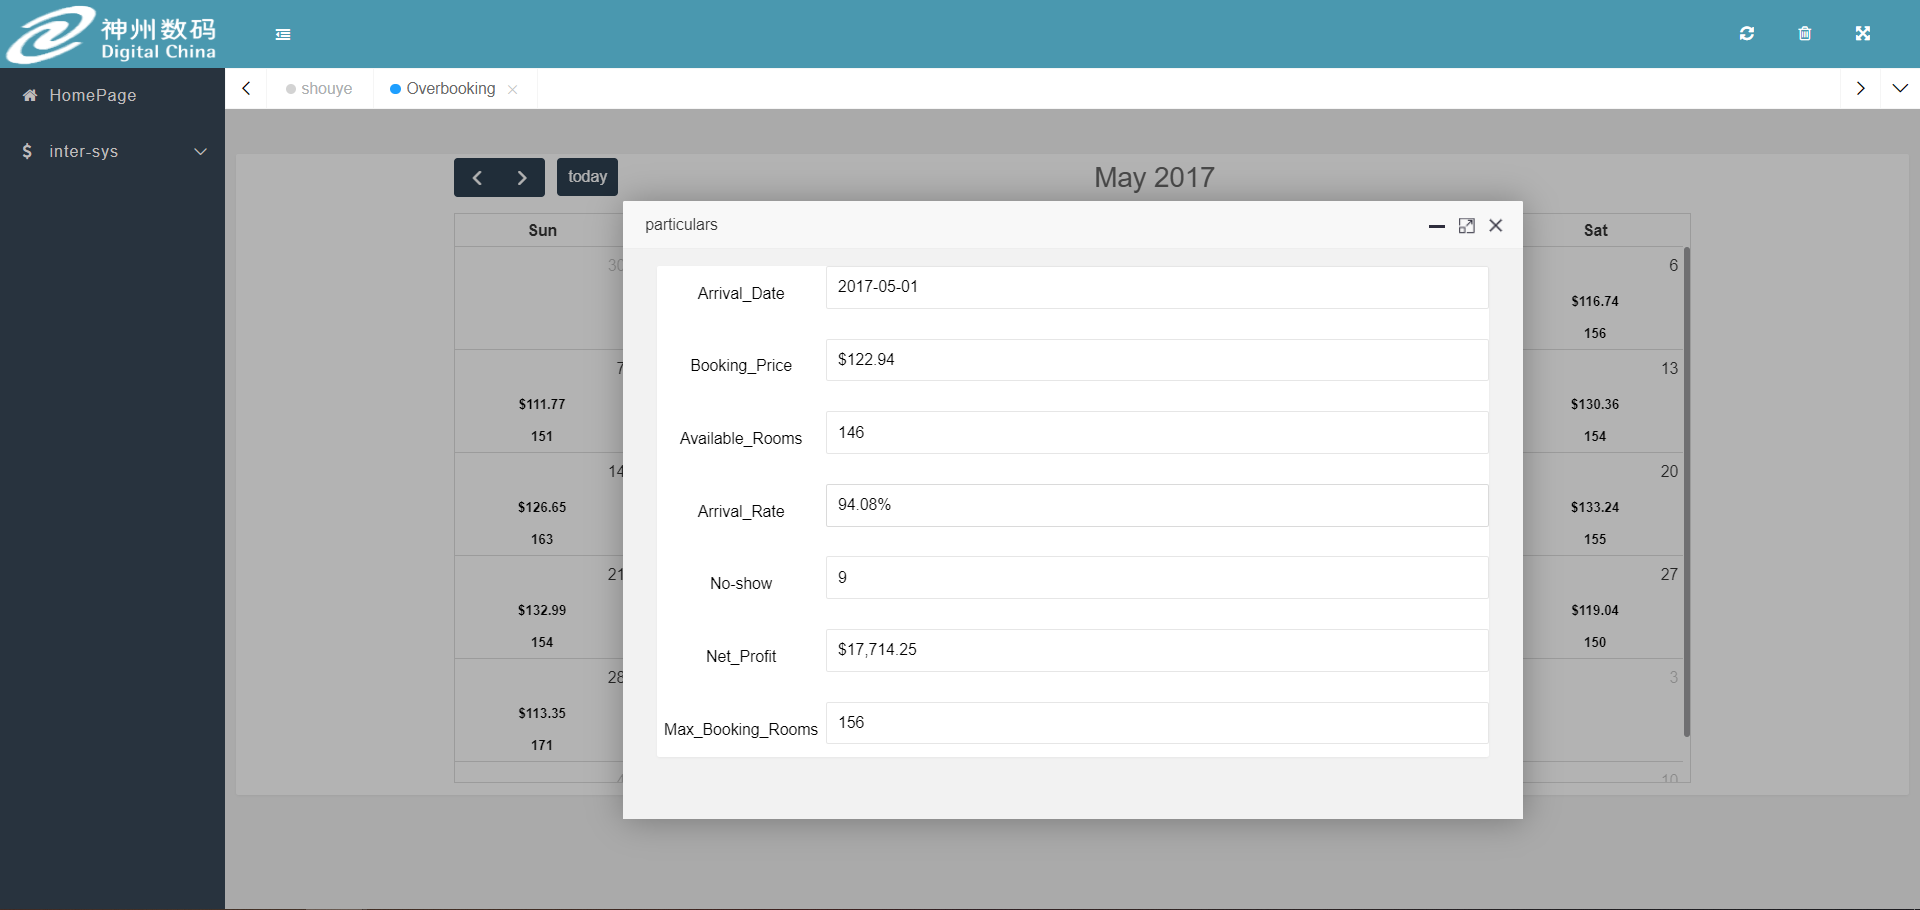 神州数码
Digital China
HomePage
$ inter-sys
shouye
Overbooking
today
May 2017
Sun
Sat
30
6
$116.74
156
7
$111.77
151
13
$130.36
154
14
$126.65
163
20
$133.24
155
21
$132.99
154
27
$119.04
150
28
$113.35
171
3
4
10
particulars
Arrival_Date
2017-05-01
Booking_Price
$122.94
Available_Rooms
146
Arrival_Rate
94.08%
No-show
9
Net_Profit
$17,714.25
Max_Booking_Rooms
156